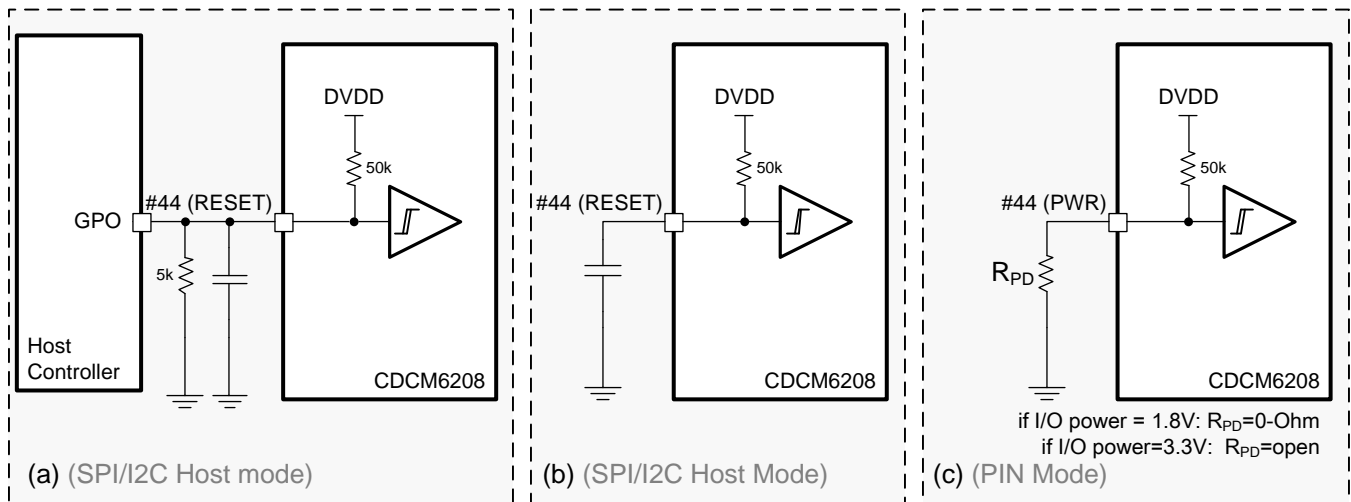 DVDD
50k
#44 (RESET)
GPO
5k
Host
Controller
CDCM6208
(a) (SPI/I2C Host mode)
DVDD
50k
#44 (RESET)
CDCM6208
(b) (SPI/I2C Host Mode)
DVDD
50k
#44 (PWR)
RPD
CDCM6208
if I/O power = 1.8V: RPD=0-Ohm
if I/O power=3.3V: RPD=open
(c) (PIN Mode)